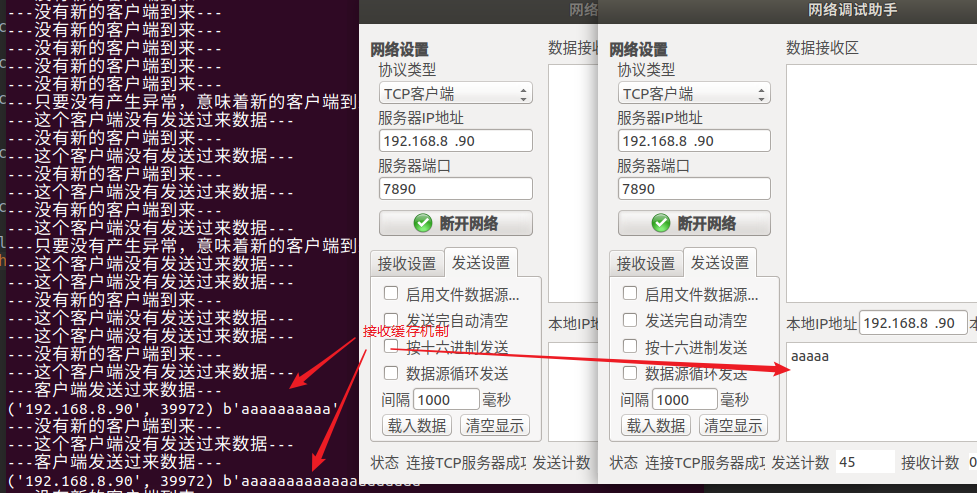 ---没有新的客户端到来---
---没有新的客户端到来---
---没有新的客户端到来---
---没有新的客户端到来---
---没有新的客户端到来---
---只要没有产生异常，意味着新的客户端到
---这个客户端没有发送过来数据---
---没有新的客户端到来---
---这个客户端没有发送过来数据---
---没有新的客户端到来---
---这个客户端没有发送过来数据---
---没有新的客户端到来---
---这个客户端没有发送过来数据---
---只要没有产生异常，意味着新的客户端到
---这个客户端没有发送过来数据---
---这个客户端没有发送过来数据---
---没有新的客户端到来---
---这个客户端没有发送过来数据---
---这个客户端没有发送过来数据---
---没有新的客户端到来---
---这个客户端没有发送过来数据---
---客户端发送过来数据---
('192.168.8.90', 39972) b'aaaaaaaaaa'
---没有新的客户端到来---
---这个客户端没有发送过来数据---
---客户端发送过来数据---
('192.168.8.90', 39972) b'aaaaaaaaaaaaaaaaaaaa
接收缓存机制
网络
网络设置
数据接收
协议类型
TCP客户端
服务器IP地址
192.168.8 .90
服务器端口
7890
断开网络
接收设置 发送设置
启用文件数据源...
发送完自动清空
本地IP地
按十六进制发送
数据源循环发送
间隔 1000 毫秒
载入数据 清空显示
状态 连接TCP服务器成功 发送计数
网络调试助手
网络设置
数据接收区
协议类型
TCP客户端
服务器IP地址
192.168.8 .90
服务器端口
7890
断开网络
接收设置 发送设置
启用文件数据源...
发送完自动清空
本地IP地址 192.168.8 .90
按十六进制发送
aaaaa
数据源循环发送
间隔 1000 毫秒
载入数据 清空显示
状态 连接TCP服务器成功 发送计数 45 接收计数 0